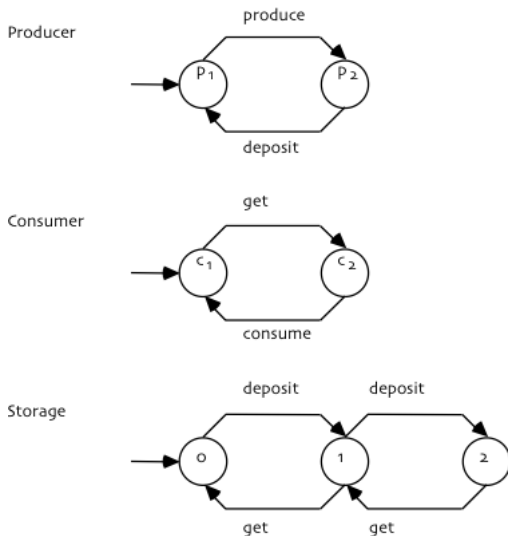 produce
Producer
p1
p2
deposit
get
Consumer
c1
c2
consume
deposit
deposit
Storage
0
1
2
get
get